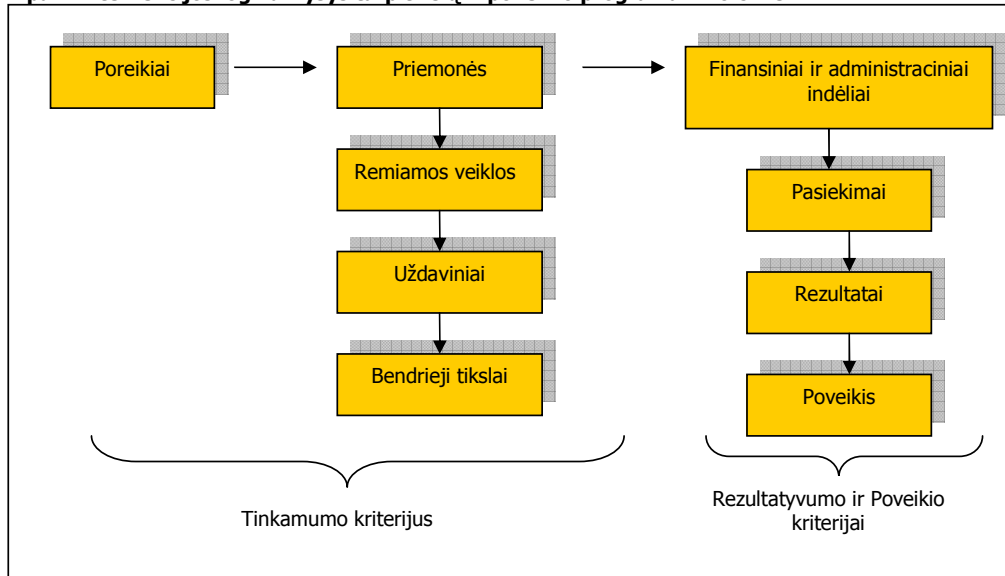 Poreikiai
Priemonės
Finansiniai ir administraciniai
indėliai
Remiamos veiklos
Pasiekimai
Uždaviniai
Rezultatai
Bendrieji tikslai
Poveikis
Tinkamumo kriterijus
Rezultatyvumo ir Poveikio
kriterijai